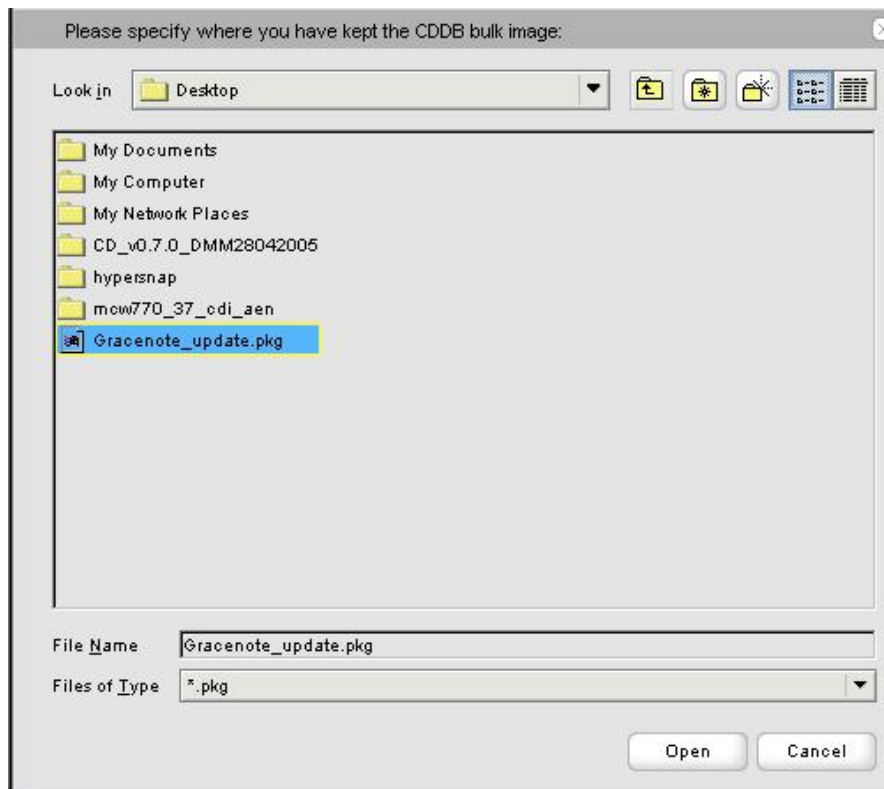 Please specify where you have kept the CDDB bulk image:
Look in Desktop
My Documents
My Computer
My Network Places
CD_v0.7.0_DMM28042005
hypersnap
mcw770_37_cdi_aen
Gracenote_update.pkg
File Name Gracenote_update.pkg
Files of Type *.pkg
Open Cancel